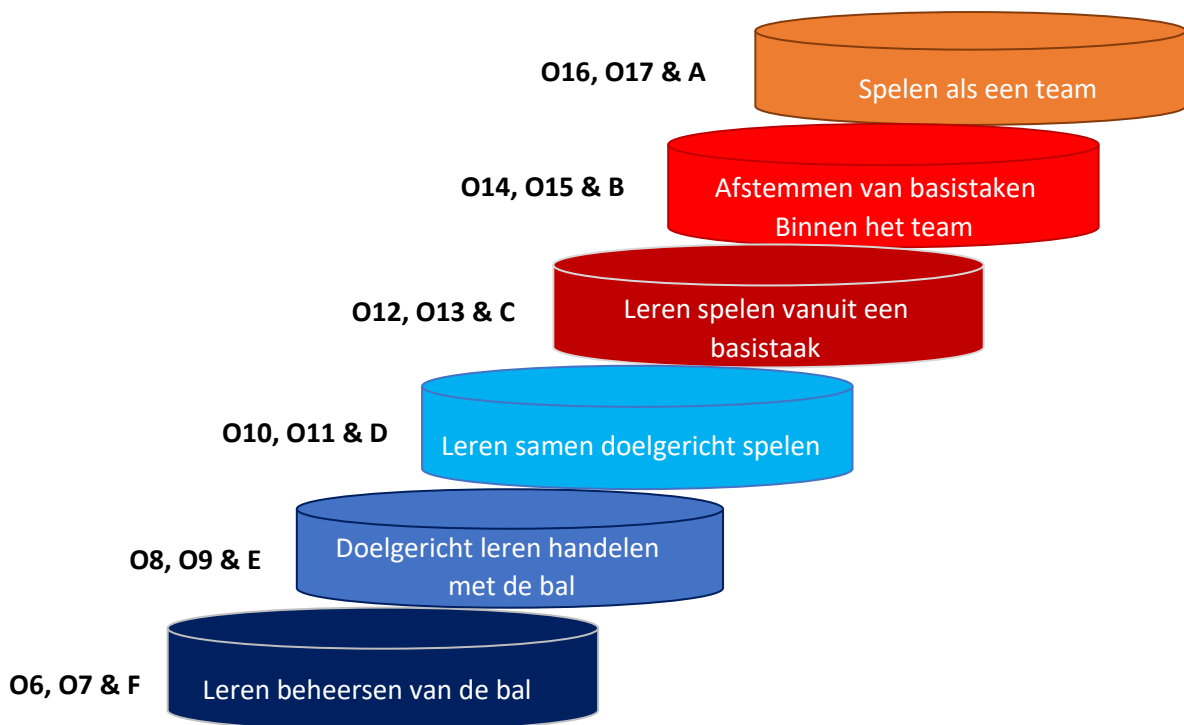 O16, O17 & A
Spelen als een team
O14, O15 & B
Afstemmen van basistaken
Binnen het team
O12, O13 & C
Leren spelen vanuit een
basistaak
O10, O11 & D
Leren samen doelgericht spelen
O8, O9 & E
Doelgericht leren handelen
met de bal
O6, O7 & F
Leren beheersen van de bal